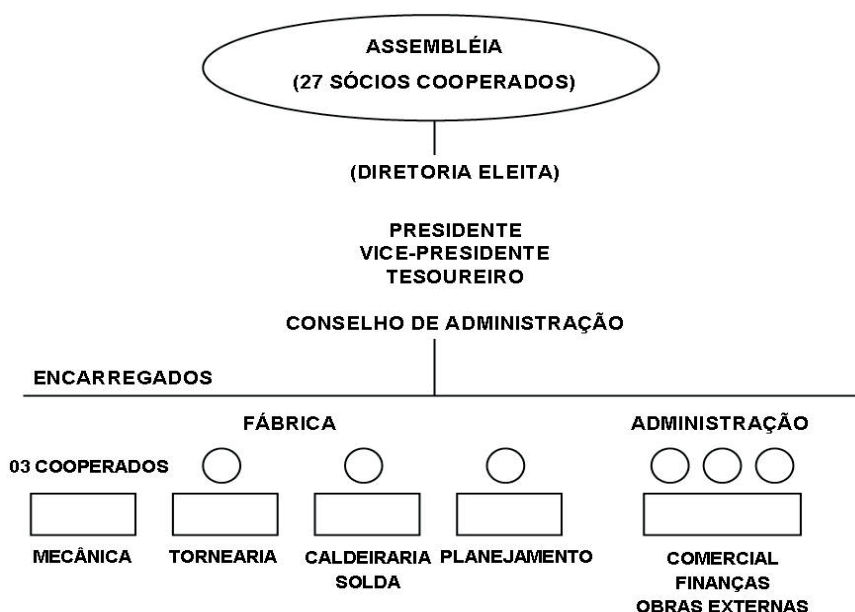 ASSEMBLÉIA
(27 SÓCIOS COOPERADOS)
(DIRETORIA ELEITA)
PRESIDENTE
VICE-PRESIDENTE
TESOUREIRO
CONSELHO DE ADMINISTRAÇÃO
ENCARREGADOS
FÁBRICA
ADMINISTRAÇÃO
03 COOPERADOS
MECÂNICA
TORNEARIA
CALDEIRARIA
SOLDA
PLANEJAMENTO
COMERCIAL
FINANÇAS
OBRAS EXTERNAS